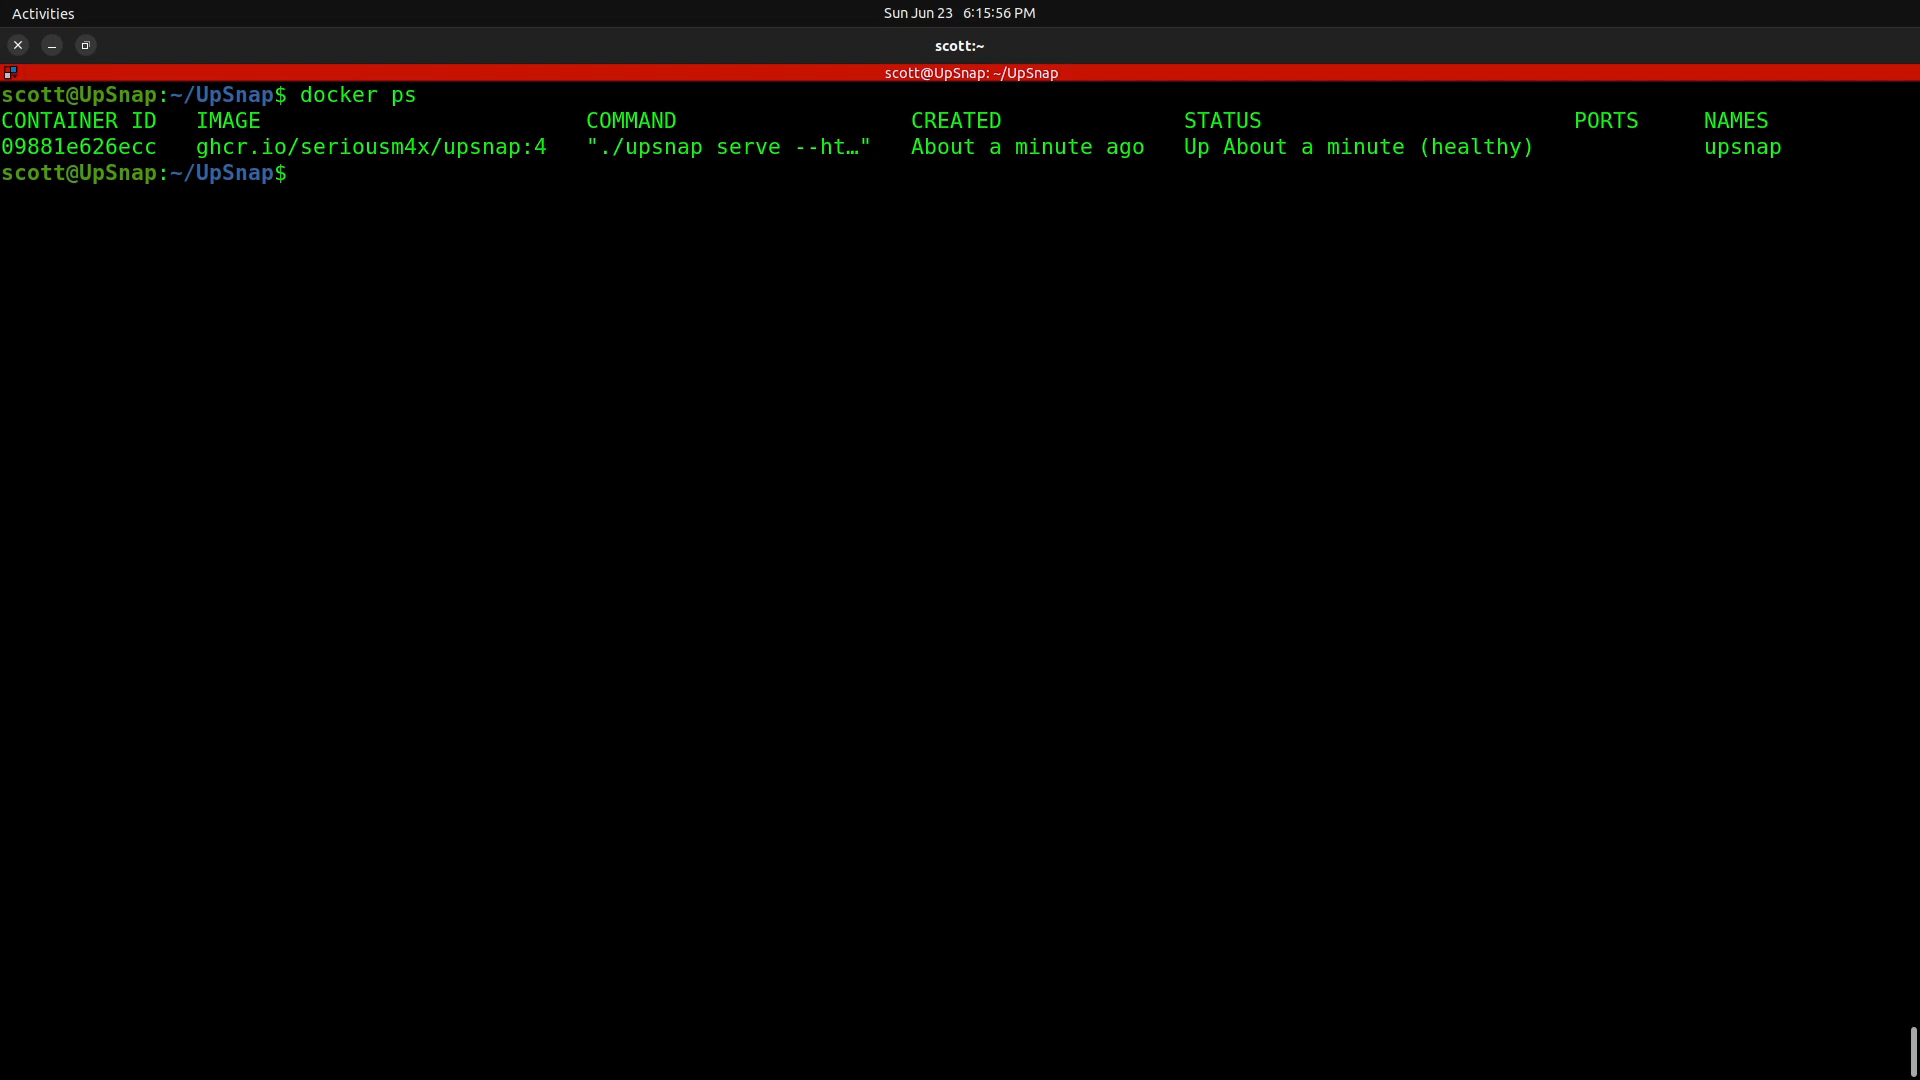 Activities
Sun Jun 23 6:15:56 PM
scott:~
scott@UpSnap: ~/UpSnap
scott@UpSnap:~/UpSnap$ docker ps
CONTAINER ID   IMAGE                         COMMAND                  CREATED              STATUS                        PORTS     NAMES
09881e626ecc   ghcr.io/seriousm4x/upsnap:4   "./upsnap serve --ht…"   About a minute ago   Up About a minute (healthy)             upsnap
scott@UpSnap:~/UpSnap$